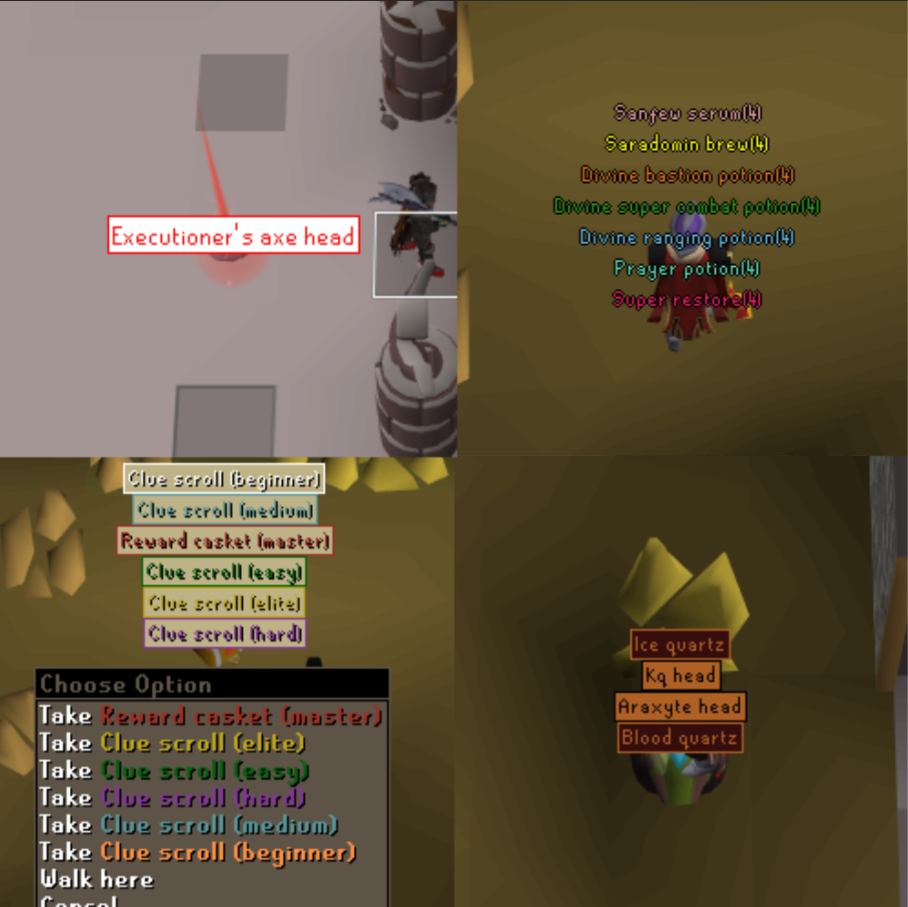 Executioner's axe head
Sanfew serum(4)
Saradomin brew(4)
Divine bastion potion(4)
Divine super combat potion(4)
Divine ranging potion(4)
Prayer potion(4)
Super restore(4)
Clue scroll (beginner)
Clue scroll (medium)
Reward casket (master)
Clue scroll (easy)
Clue scroll (elite)
Clue scroll (hard)
Choose Option
Take Reward casket (master)
Take Clue scroll (elite)
Take Clue scroll (easy)
Take Clue scroll (hard)
Take Clue scroll (medium)
Take Clue scroll (beginner)
Walk here
Cancel
Ice quartz
Kq head
Araxyte head
Blood quartz